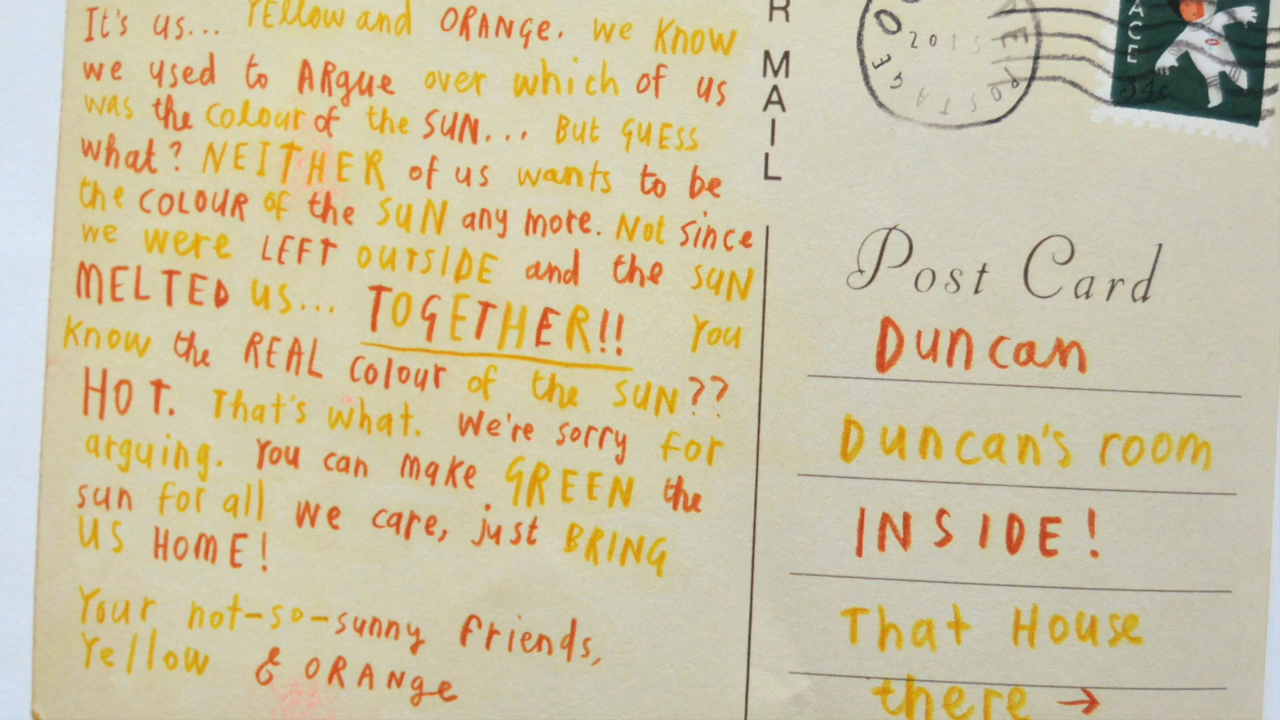 It's us... Yellow and ORANGE. we Know
we used to ARgue over which of us
was the colour of the SUN... But guess
what? NEITHER of us wants to be
the COLOUR of the SUN any more. Not since
we were LEFT OUTSIDE and the SUN
MELTED us... TOGETHER!! You
know the REAL colour of the SUN??
HOT. That's what. We're sorry for
arguing. You can make GREEN the
sun for all we care, just BRING
US HOME!
Your not-so-sunny friends,
Yellow & ORANge
R MAIL
2015
POSTAGE
ACE
54c
Post Card
Duncan
Duncan's room
INSIDE!
That House
there →